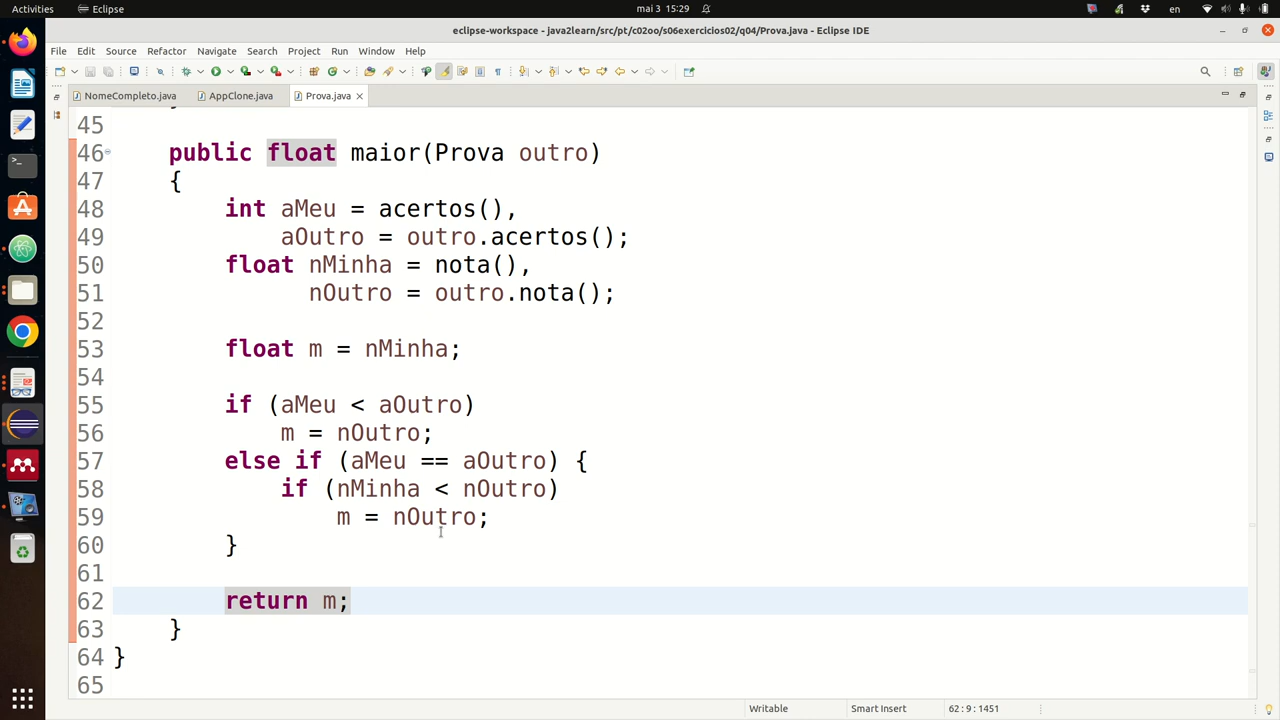 Activities
Eclipse
mai 3 15:29
en
eclipse-workspace - java2learn/src/pt/c02oo/s06exercicios02/q04/Prova.java - Eclipse IDE
File Edit Source Refactor Navigate Search Project Run Window Help
NomeCompleto.java AppClone.java Prova.java
45
46 public float maior(Prova outro)
47 {
48 int aMeu = acertos(),
49 aOutro = outro.acertos();
50 float nMinha = nota(),
51 nOutro = outro.nota();
52
53 float m = nMinha;
54
55 if (aMeu < aOutro)
56 m = nOutro;
57 else if (aMeu == aOutro) {
58 if (nMinha < nOutro)
59 m = nOutro;
60 }
61
62 return m;
63 }
64 }
65
Writable Smart Insert 62 : 9 : 1451